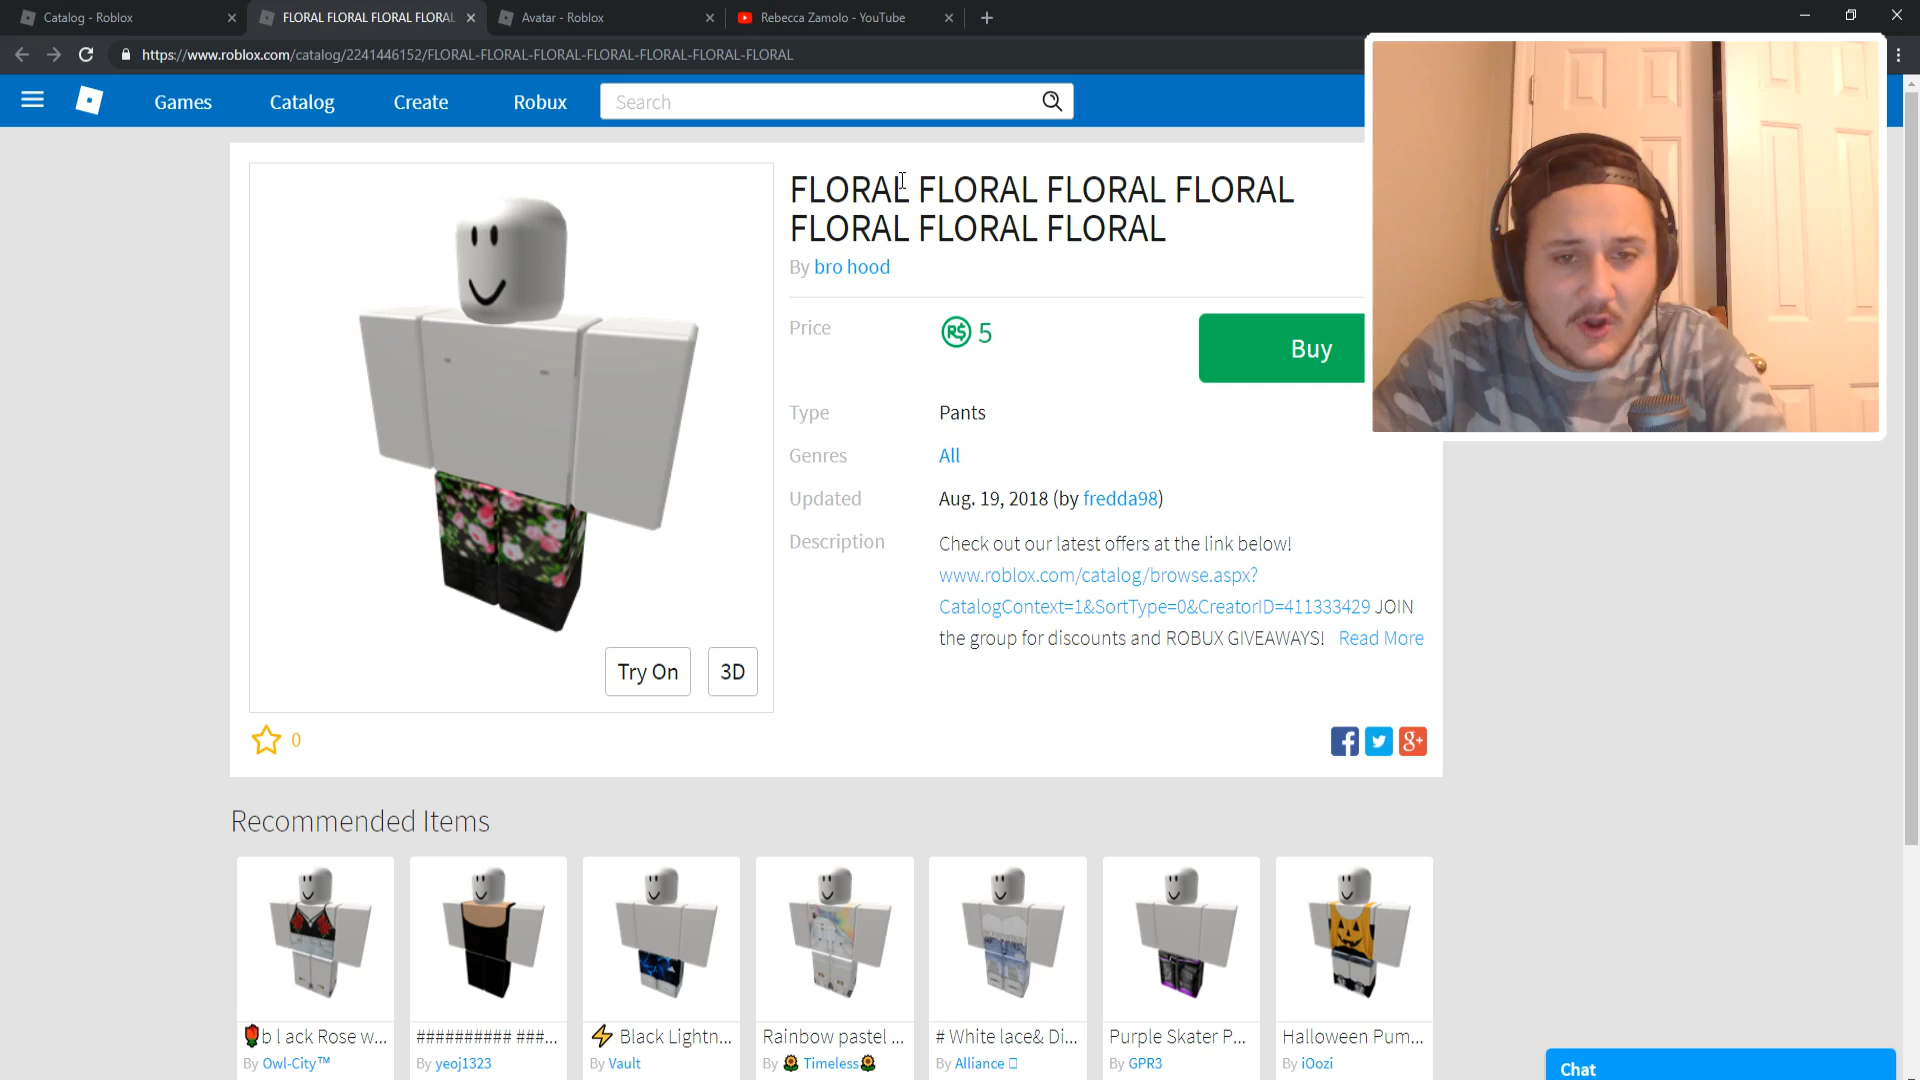 Catalog - Roblox
FLORAL FLORAL FLORAL FLORAL
Avatar - Roblox
Rebecca Zamolo - YouTube
https://www.roblox.com/catalog/2241446152/FLORAL-FLORAL-FLORAL-FLORAL-FLORAL-FLORAL-FLORAL
Games
Catalog
Create
Robux
Search
FLORAL FLORAL FLORAL FLORAL
FLORAL FLORAL FLORAL
By bro hood
Price
R$ 5
Buy
Type
Pants
Genres
All
Updated
Aug. 19, 2018 (by fredda98)
Description
Check out our latest offers at the link below!
www.roblox.com/catalog/browse.aspx?
CatalogContext=1&SortType=0&CreatorID=411333429 JOIN
the group for discounts and ROBUX GIVEAWAYS! Read More
Try On
3D
0
Recommended Items
b l ack Rose w...
########## ###...
Black Lightn...
Rainbow pastel ...
# White lace& Di...
Purple Skater P...
Halloween Pum...
By Owl-City™
By yeoj1323
By Vault
By 🌻 Timeless🌻
By Alliance
By GPR3
By iOozi
Chat